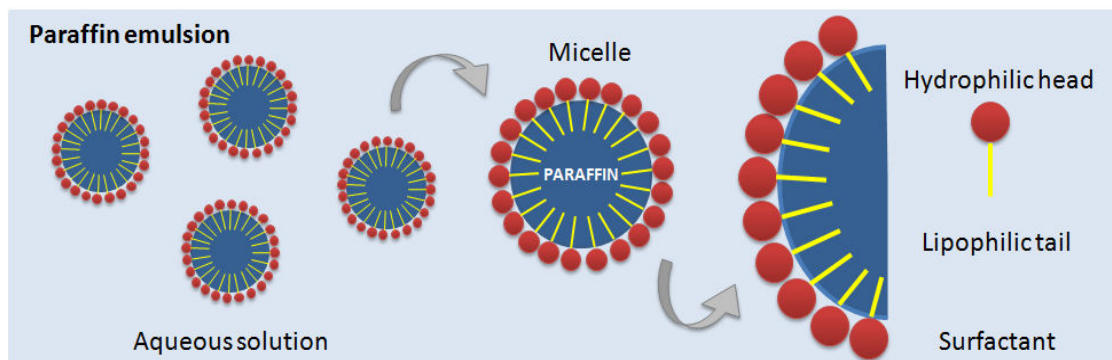 Paraffin emulsion
Micelle
Hydrophilic head
PARAFFIN
Lipophilic tail
Aqueous solution
Surfactant